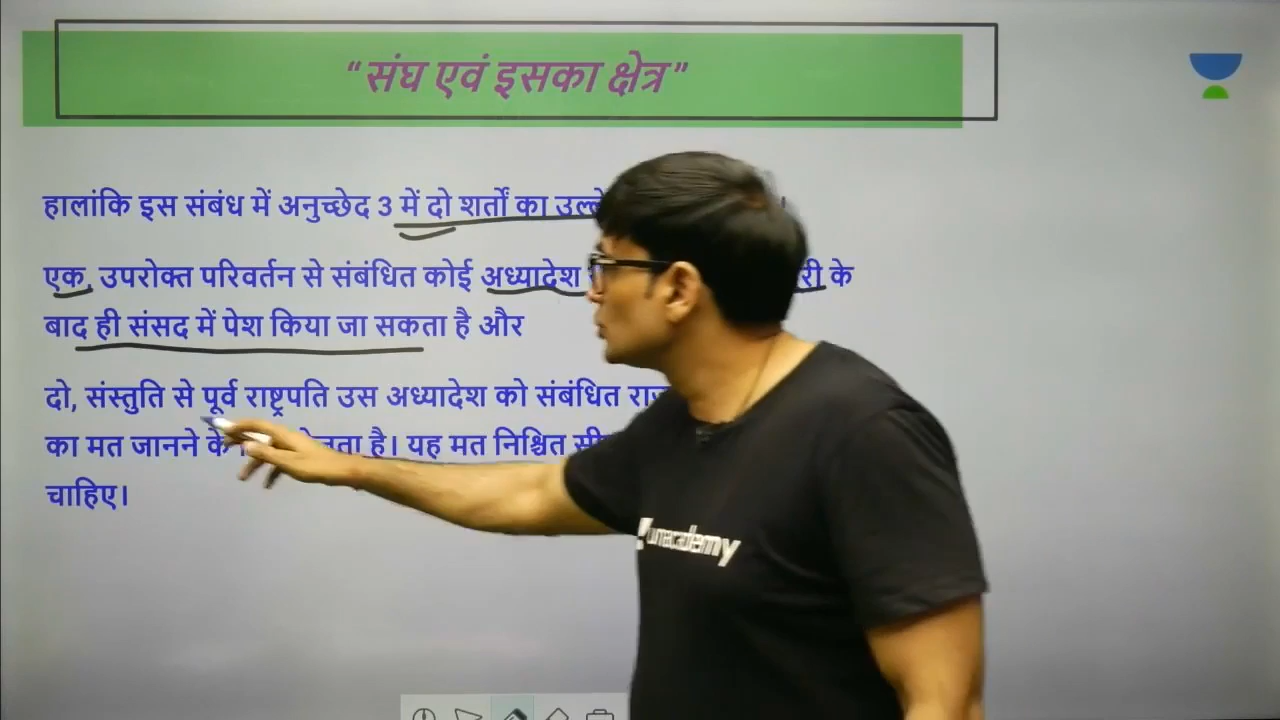 “संघ एवं इसका क्षेत्र”
हालांकि इस संबंध में अनुच्छेद 3 में दो शर्तों का
एक, उपरोक्त परिवर्तन से संबंधित कोई अध्यादेश के
बाद ही संसद में पेश किया जा सकता है और
दो, संस्तुति से पूर्व राष्ट्रपति उस अध्यादेश को संबंधित
का मत जानने के है। यह मत निश्चित
चाहिए।
unacademy